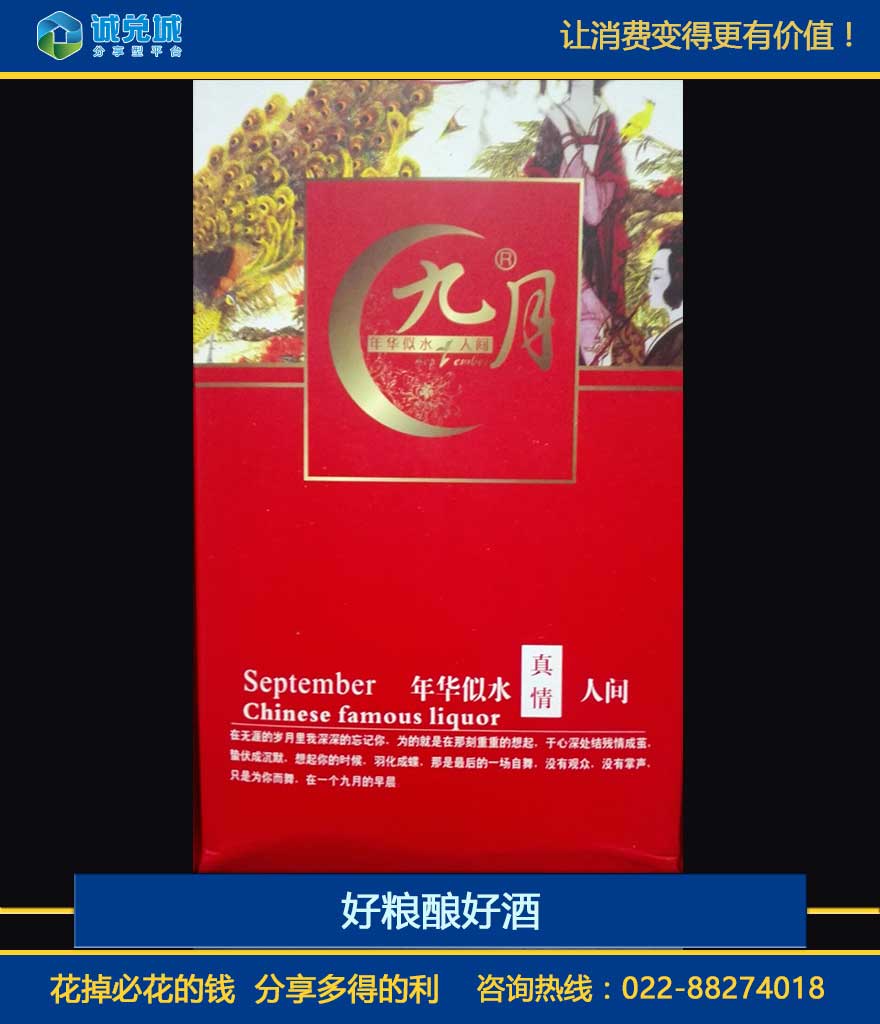 诚兑城
分享型平台
让消费变得更有价值！
九月
®
年华似水 人间
September
September 年华似水 真情 人间
Chinese famous liquor
在无涯的岁月里我深深的忘记你，为的就是在那刻重重的想起，于心深处结残情成茧，
蛰伏成沉默，想起你的时候，羽化成蝶，那是最后的一场自舞，没有观众，没有掌声，
只是为你而舞，在一个九月的早晨
好粮酿好酒
花掉必花的钱 分享多得的利 咨询热线：022-88274018